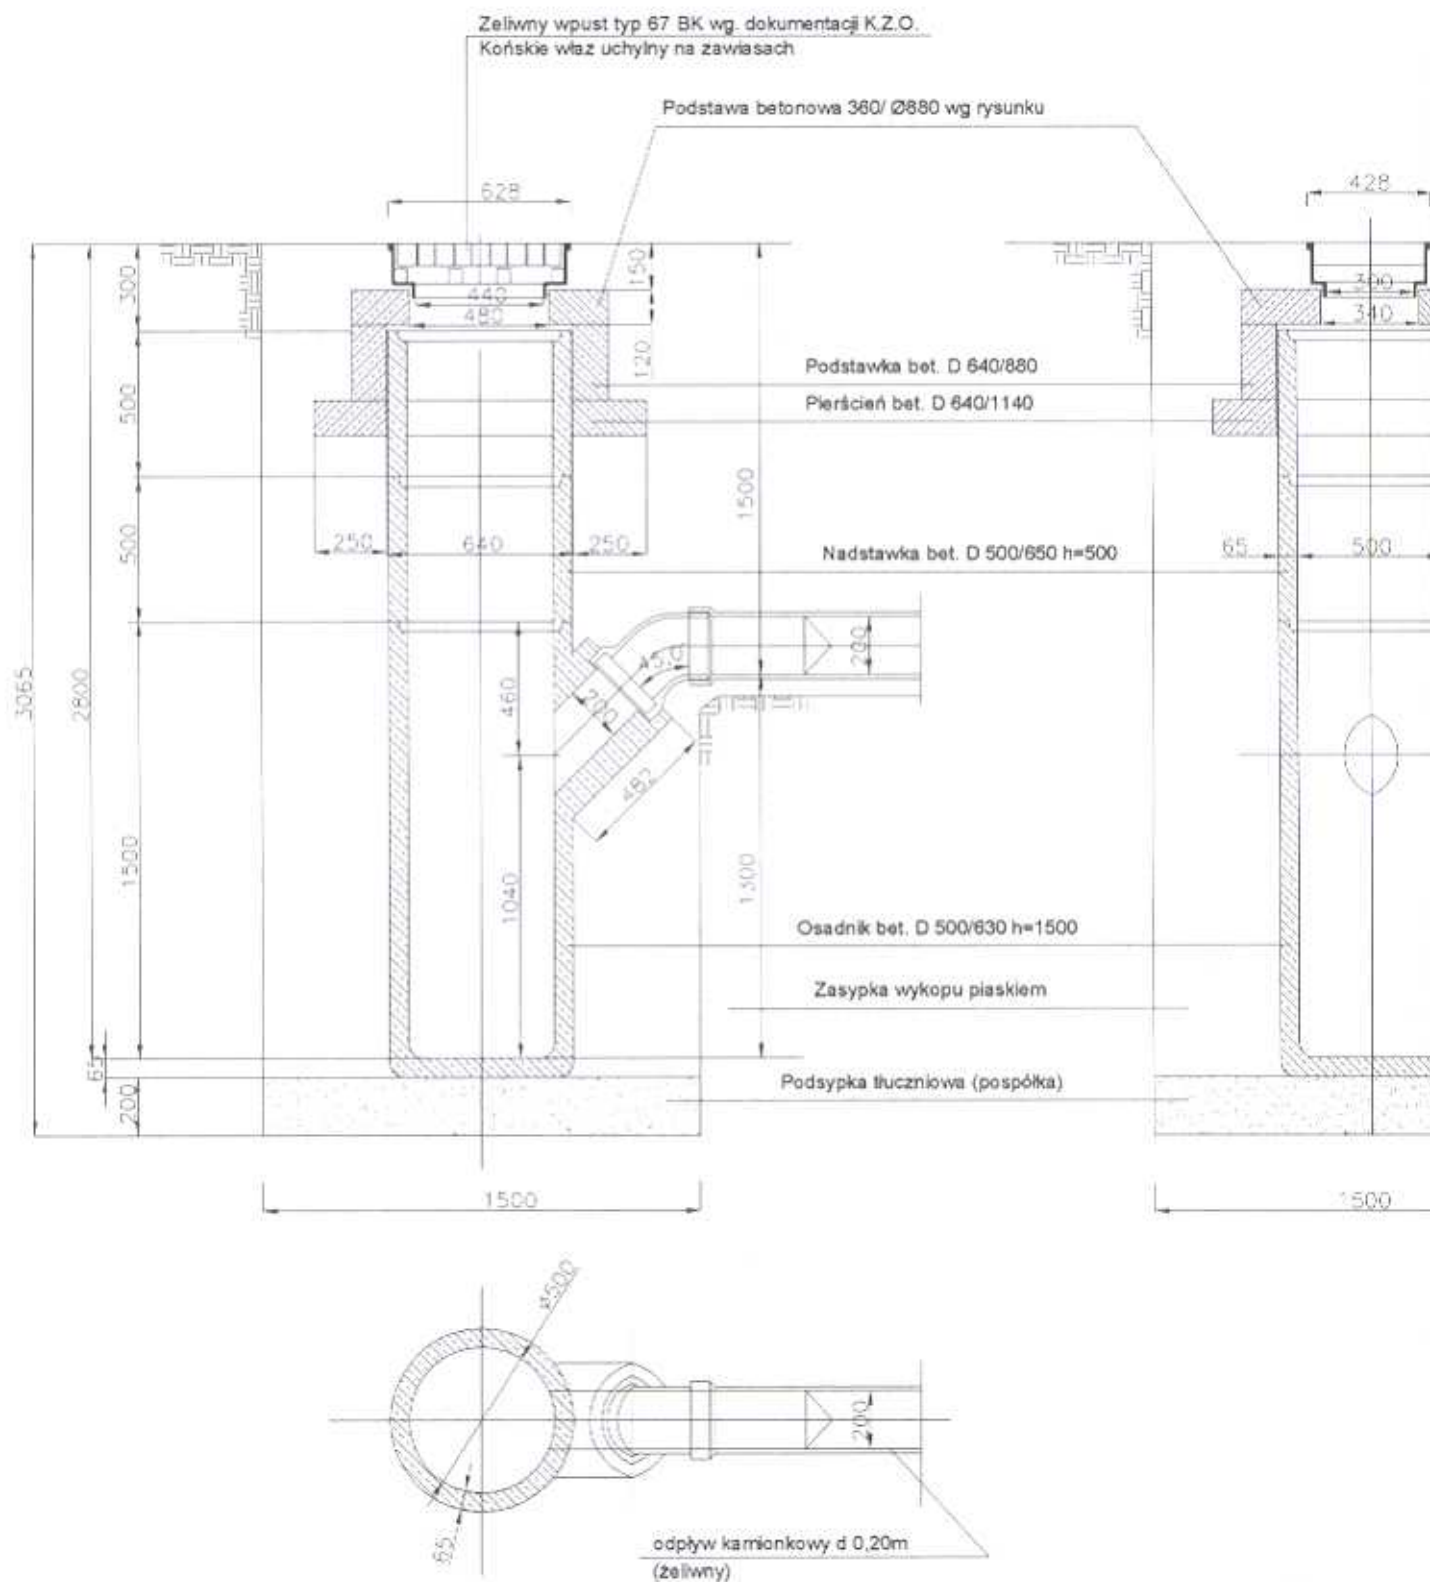 Żeliwny wpust typ 67 BK wg. dokumentacji K.Z.O.
Końskie właz uchylny na zawiasach
Podstawa betonowa 360/ Ø880 wg rysunku
628
428
300
150
440
480
300
340
120
Podstawka bet. D 640/880
Pierścień bet. D 640/1140
500
500
1500
250
640
250
Nadstawka bet. D 500/650 h=500
65
500
3065
2800
460
45,0
200
200
482
1500
1040
1300
Osadnik bet. D 500/630 h=1500
Zasypka wykopu piaskiem
65
200
Podsypka tłuczniowa (pospółka)
1500
1500
ø500
200
65
odpływ kamionkowy d 0,20m
(żeliwny)